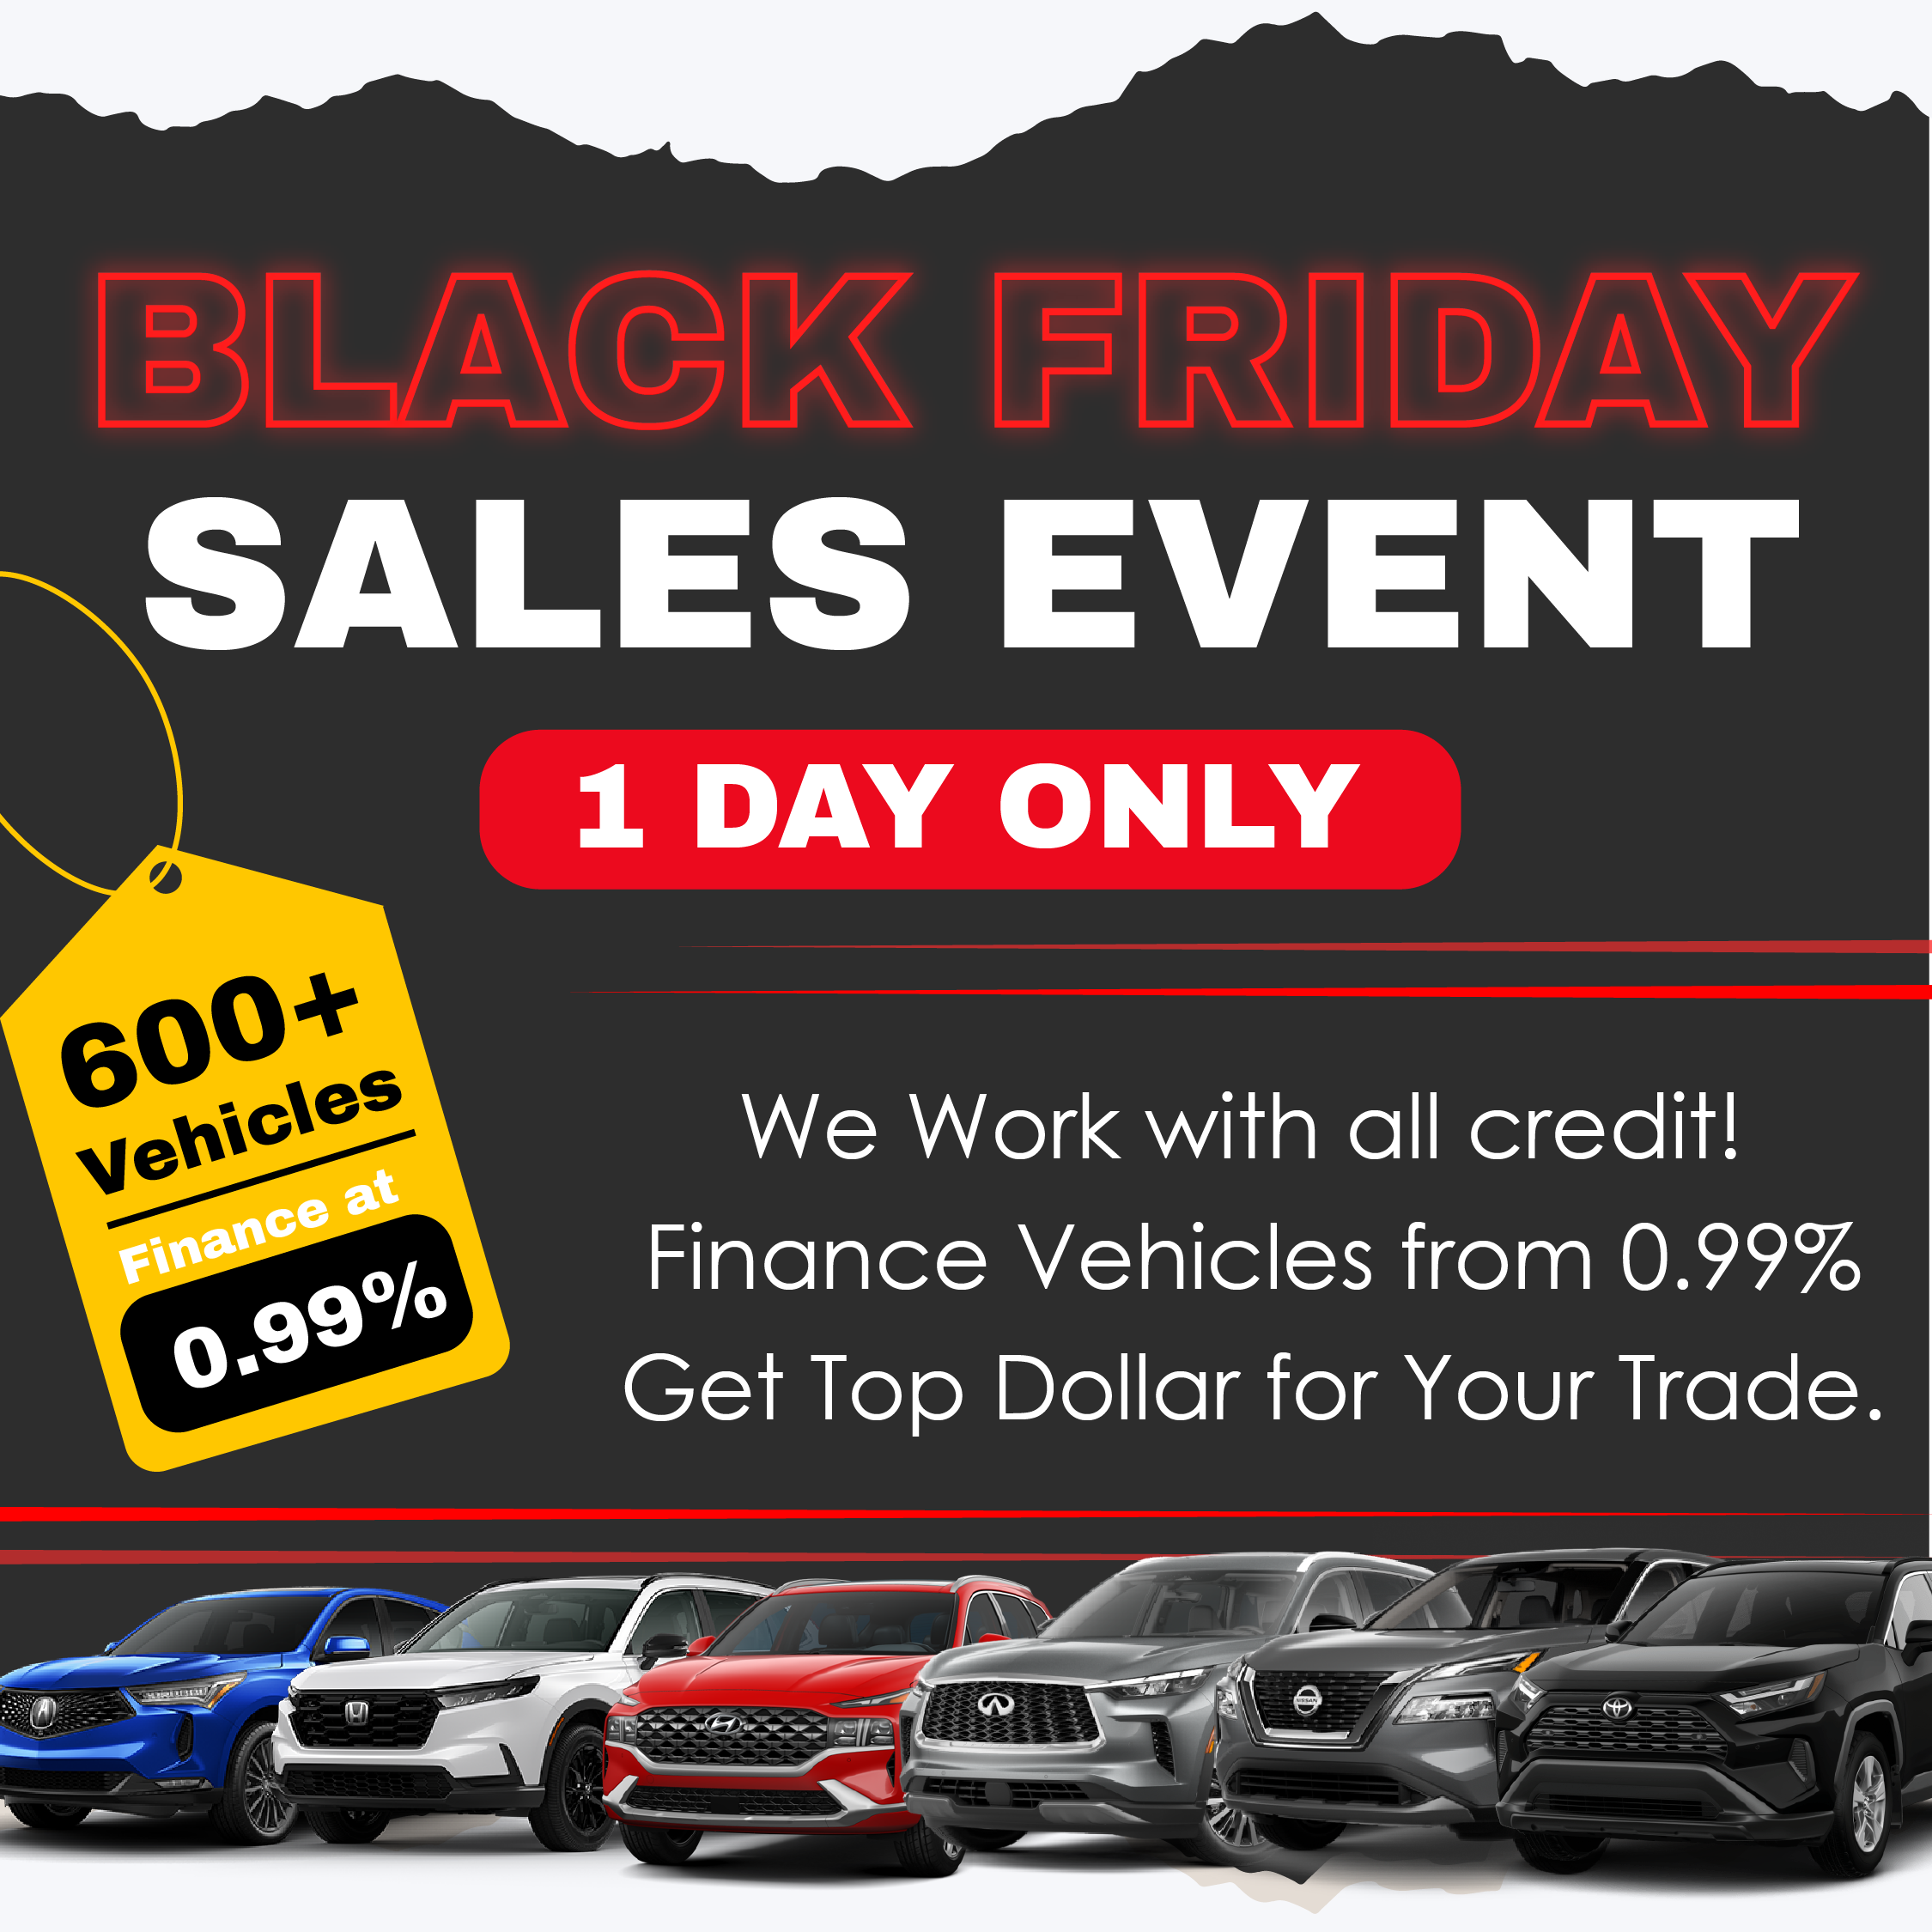 BLACK FRIDAY
SALES EVENT
1 DAY ONLY
600+
Vehicles
Finance at
0.99%
We Work with all credit!
Finance Vehicles from 0.99%
Get Top Dollar for Your Trade.
NISSAN